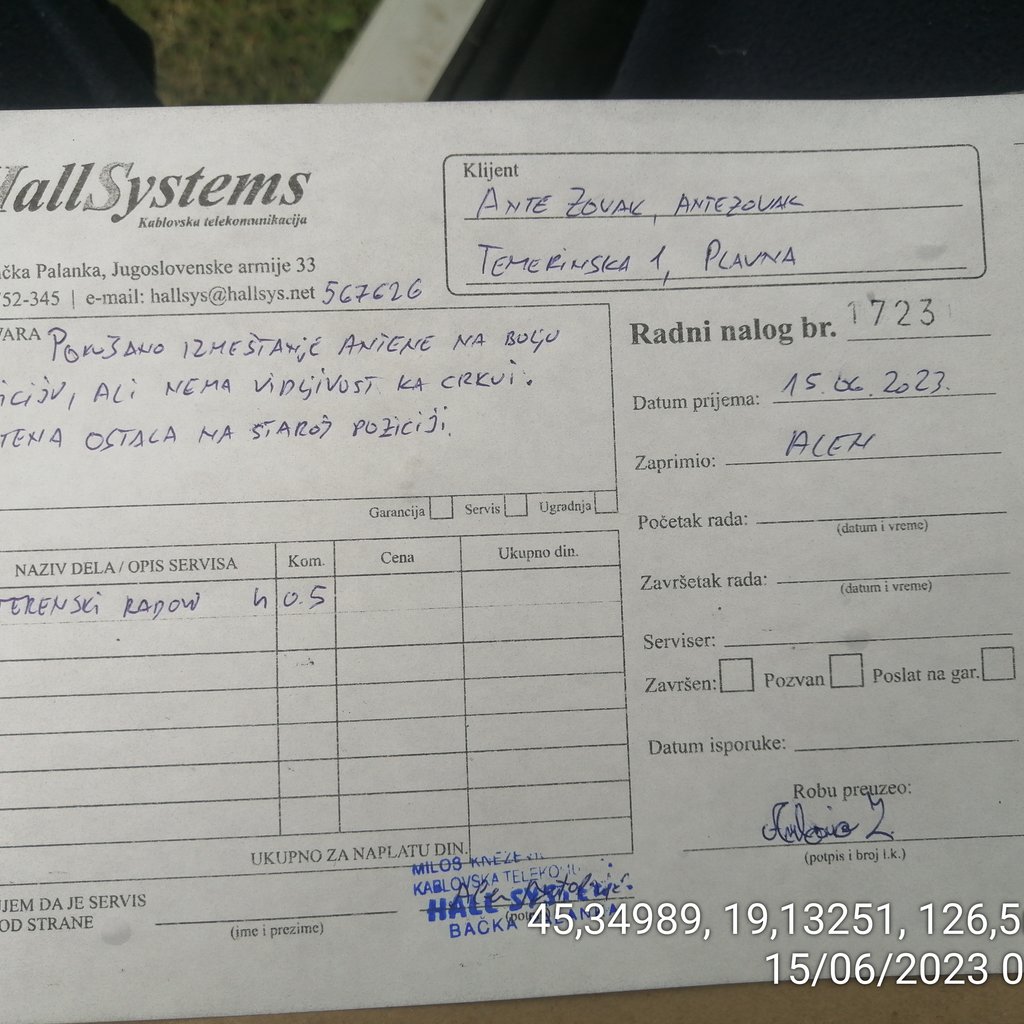 HallSystems
Kablovska telekomunikacija
čka Palanka, Jugoslovenske armije 33
52-345 | e-mail: hallsys@hallsys.net 567626
Klijent
ANTE ZOVAK, ANTEZOVAK
TEMERINSKA 1, PLAVNA
VARA POKUŠANO IZMEŠTANJE ANTENE NA BOLJU
ICIJU, ALI NEMA VIDLJIVOST KA CRKVI.
TENA OSTALA NA STAROJ POZICIJI.
Garancija Servis Ugradnja
Radni nalog br. 1723
Datum prijema: 15.06.2023.
Zaprimio: ALEN
Početak rada:
(datum i vreme)
Završetak rada:
(datum i vreme)
Serviser:
Završen: Pozvan Poslat na gar.
Datum isporuke:
Robu preuzeo:
(potpis i broj l.k.)
NAZIV DELA / OPIS SERVISA Kom. Cena Ukupno din.
TERENSKI RADOVI h 0.5
UKUPNO ZA NAPLATU DIN.
UJEM DA JE SERVIS
OD STRANE
(ime i prezime)
MILOŠ
KABLOVSKA
HALL SYSTEMS
BAČKA PALANKA
45,34989, 19,13251, 126,5
15/06/2023 0